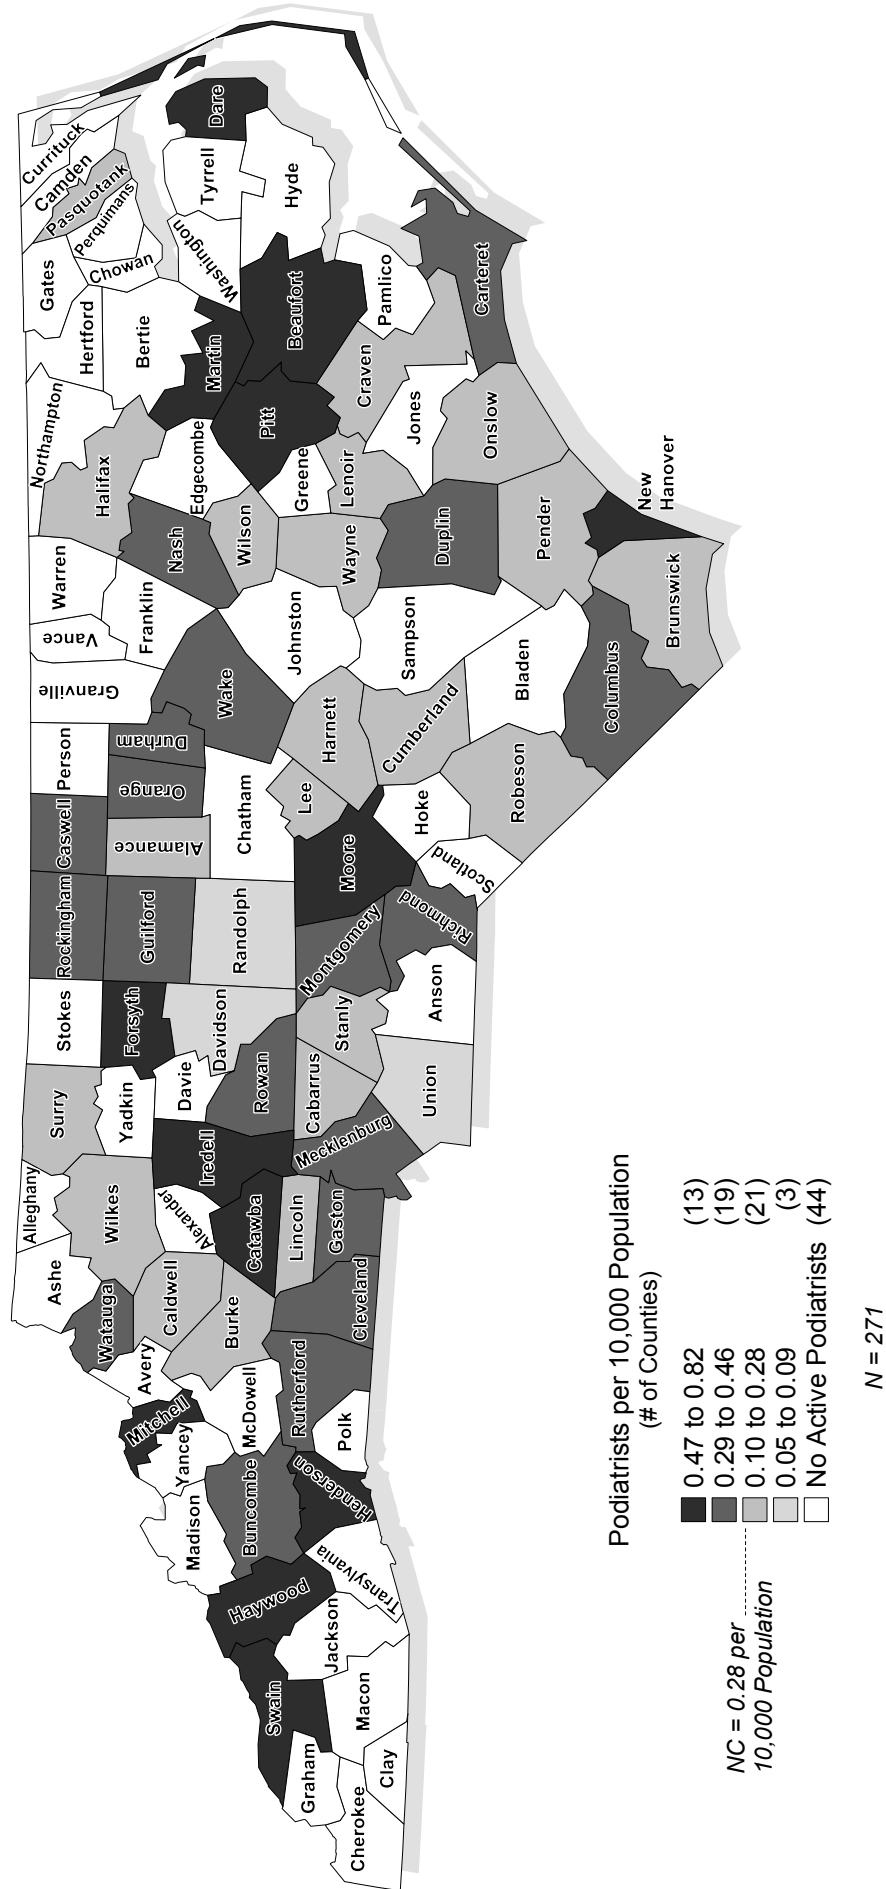 Cherokee
Graham
Clay
Macon
Swain
Jackson
Haywood
Transylvania
Madison
Buncombe
Henderson
Yancey
Mitchell
McDowell
Polk
Rutherford
Avery
Watauga
Burke
Caldwell
Cleveland
Ashe
Wilkes
Alexander
Catawba
Lincoln
Gaston
Alleghany
Surry
Yadkin
Iredell
Mecklenburg
Davie
Rowan
Cabarrus
Union
Stokes
Forsyth
Davidson
Stanly
Anson
Rockingham
Guilford
Randolph
Montgomery
Richmond
Caswell
Alamance
Moore
Scotland
Person
Orange
Chatham
Lee
Hoke
Robeson
Durham
Harnett
Cumberland
Granville
Wake
Bladen
Columbus
Vance
Franklin
Johnston
Sampson
Brunswick
Warren
Nash
Wilson
Wayne
Duplin
Pender
New
Hanover
Halifax
Northampton
Edgecombe
Greene
Lenoir
Onslow
Jones
Hertford
Bertie
Martin
Pitt
Craven
Gates
Chowan
Washington
Beaufort
Pamlico
Carteret
Perquimans
Pasquotank
Camden
Currituck
Tyrrell
Hyde
Dare
Podiatrists per 10,000 Population
(# of Counties)
0.47 to 0.82 (13)
0.29 to 0.46 (19)
0.10 to 0.28 (21)
0.05 to 0.09 (3)
No Active Podiatrists (44)
NC = 0.28 per
10,000 Population
N = 271